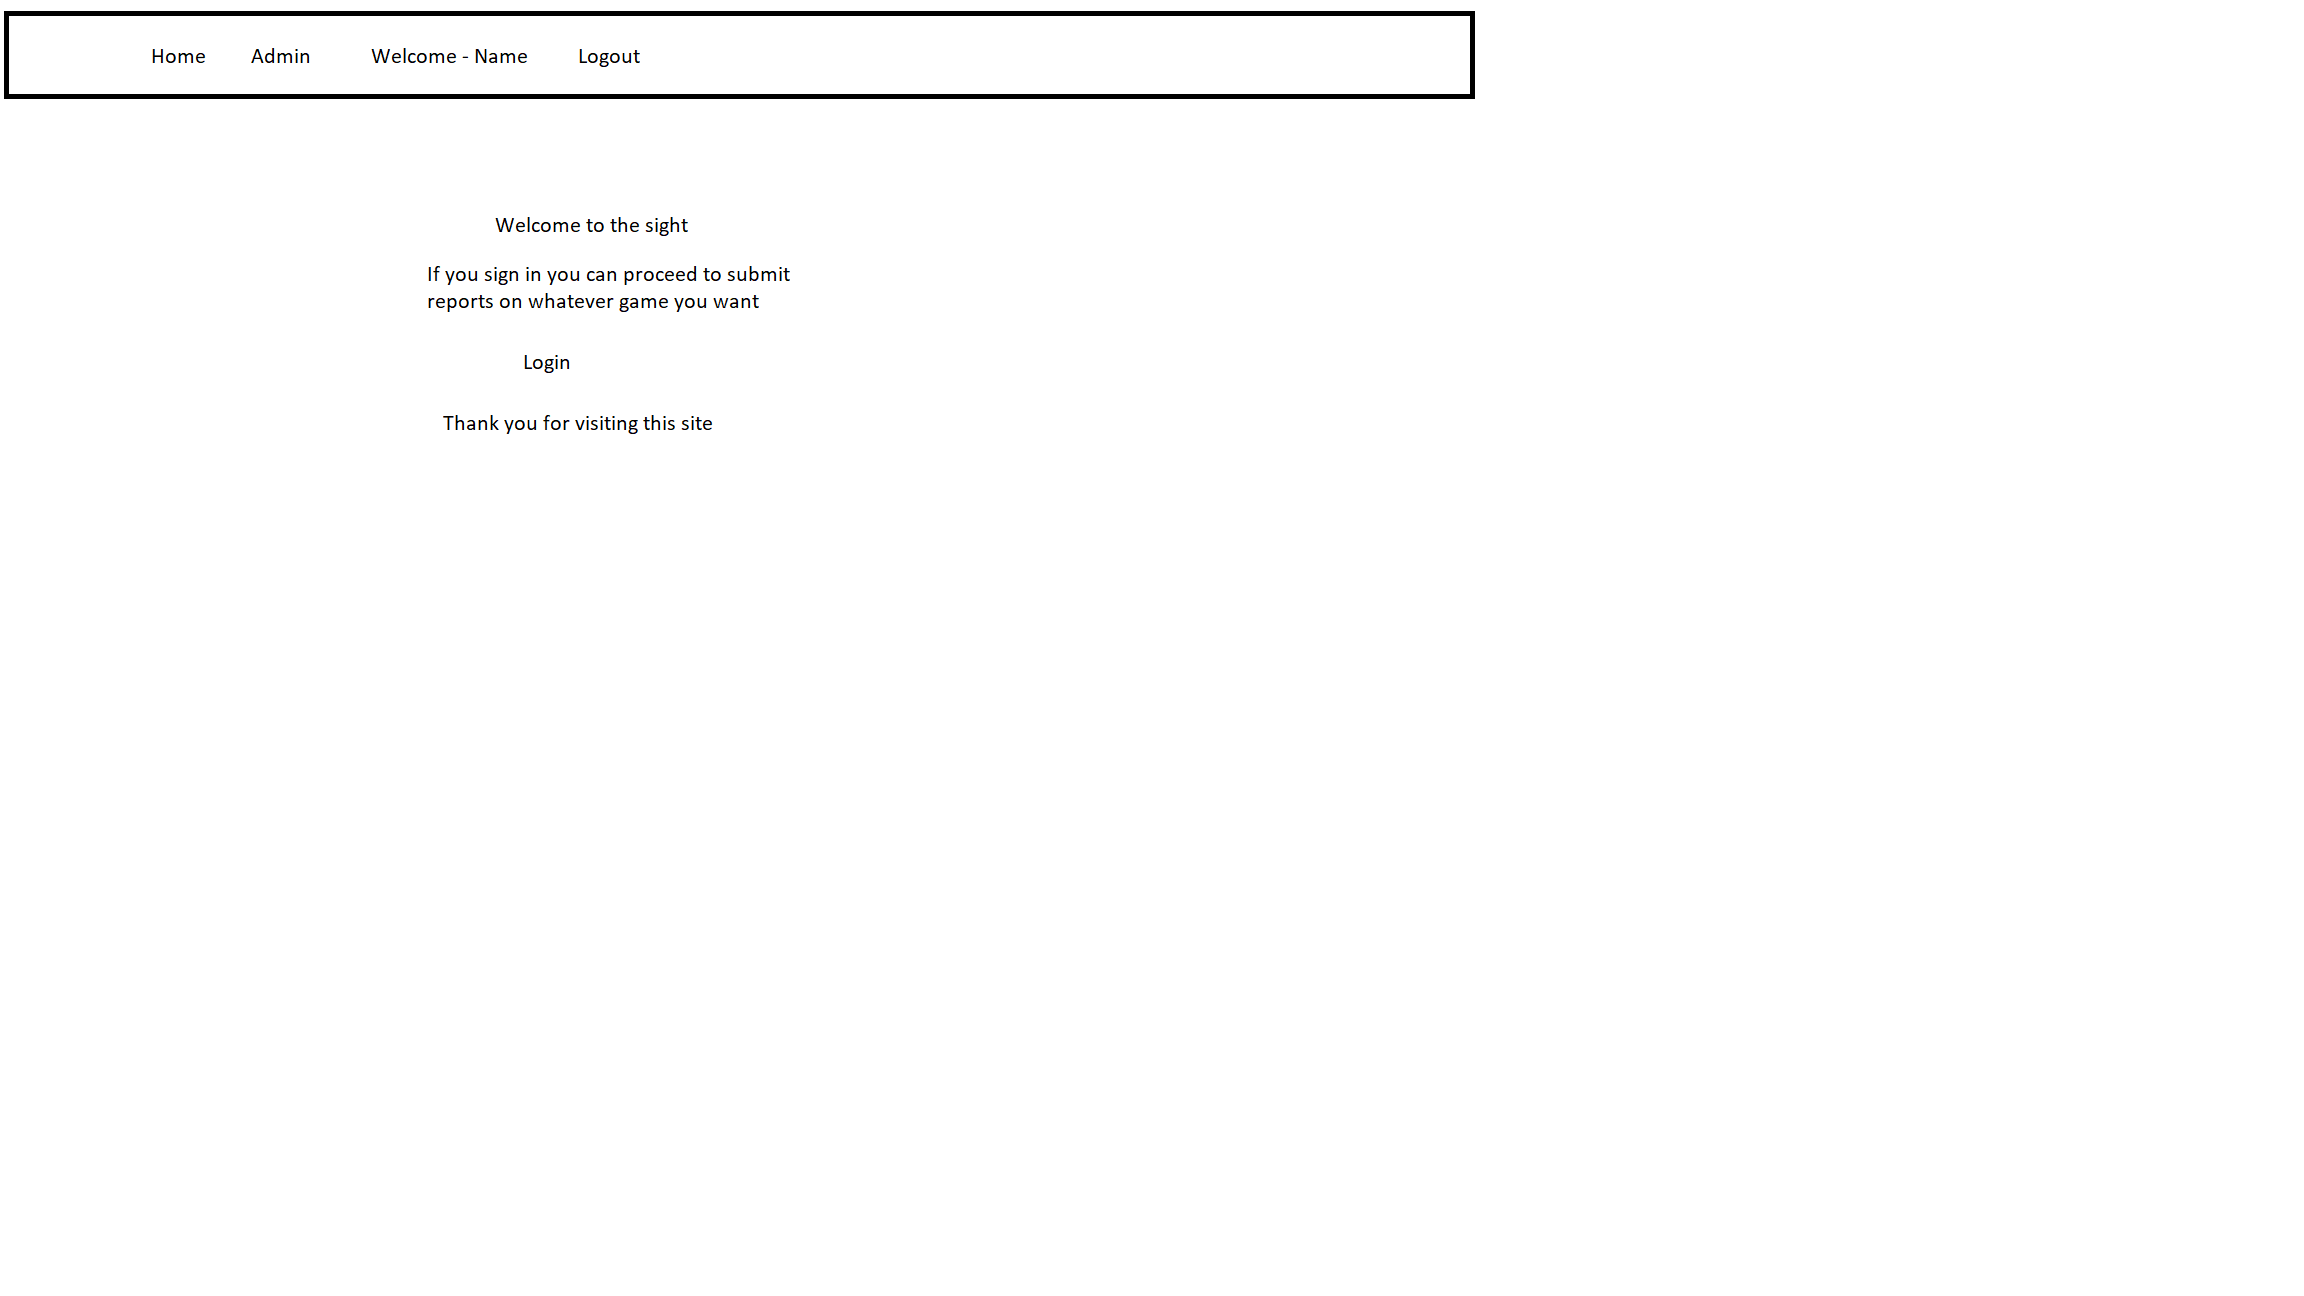 Home Admin Welcome - Name Logout
Welcome to the sight
If you sign in you can proceed to submit
reports on whatever game you want
Login
Thank you for visiting this site